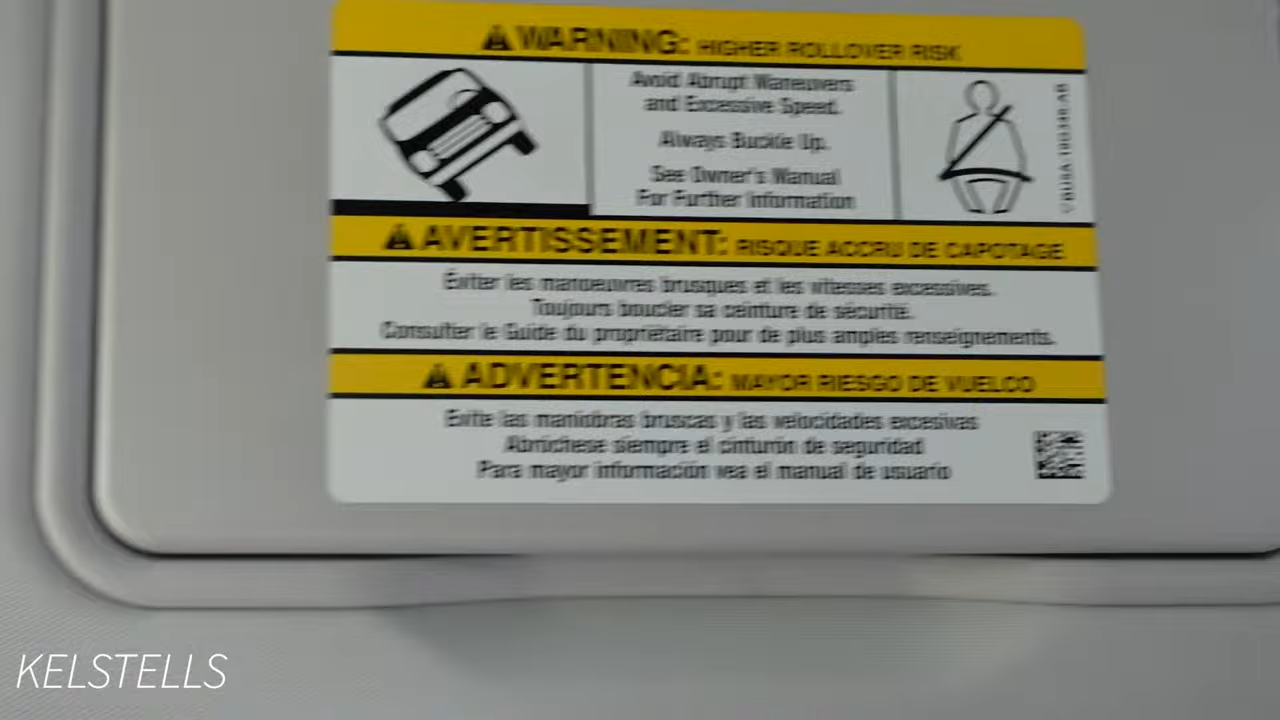 WARNING: HIGHER ROLLOVER RISK
Avoid Abrupt Maneuvers
and Excessive Speed.
Always Buckle Up.
See Owner's Manual
For Further Information
AVERTISSEMENT: RISQUE ACCRU DE CAPOTAGE
Éviter les manoeuvres brusques et les vitesses excessives.
Toujours boucler sa ceinture de sécurité.
Consulter le Guide du propriétaire pour de plus amples renseignements.
ADVERTENCIA: MAYOR RIESGO DE VUELCO
Evite las maniobras bruscas y las velocidades excesivas
Abróchese siempre el cinturón de seguridad
Para mayor información vea el manual de usuario
KELSTELLS